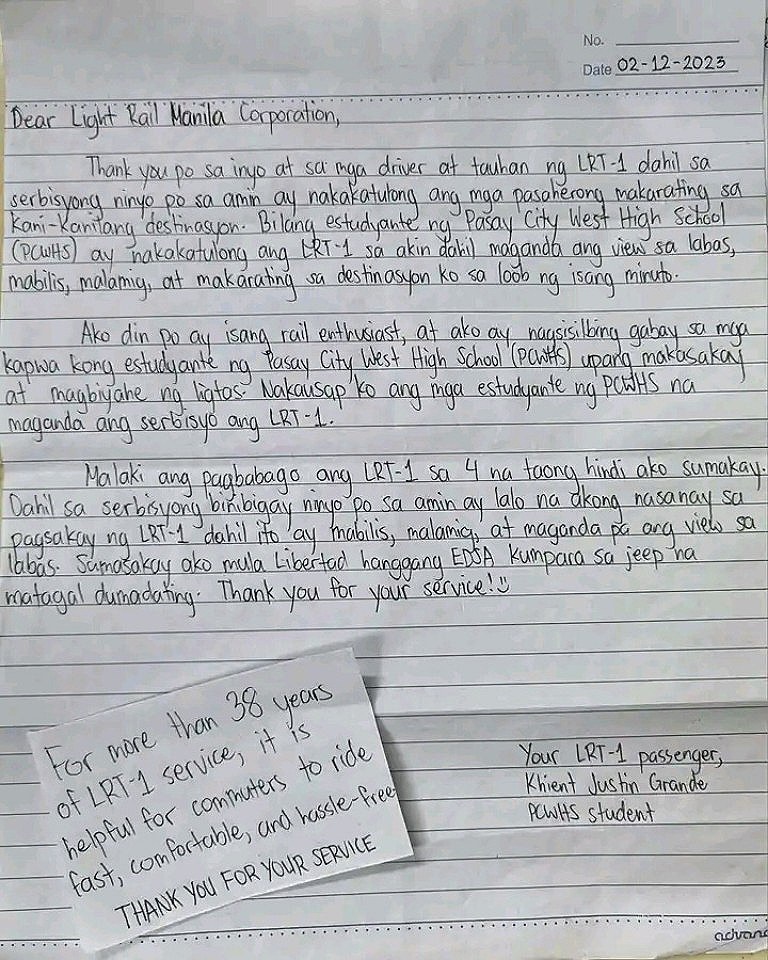 No.
Date 02-12-2023
Dear Light Rail Manila Corporation,
Thank you po sa inyo at sa mga driver at tauhan ng LRT-1 dahil sa
serbisyong ninyo po sa amin ay nakakatulong ang mga pasaherong makarating sa
kani-kanilang destinasyon. Bilang estudyante ng Pasay City West High School
(PCWHS) ay nakakatulong ang LRT-1 sa akin dahil maganda ang view sa labas,
mabilis, malamig, at makarating sa destinasyon ko sa loob ng isang minuto.
Ako din po ay isang rail enthusiast, at ako ay nagsisilbing gabay sa mga
kapwa kong estudyante ng Pasay City West High School (PCWHS) upang makasakay
at magbiyahe ng ligtas. Nakausap ko ang mga estudyante ng PCWHS na
maganda ang serbisyo ang LRT-1.
Malaki ang pagbabago ang LRT-1 sa 4 na taong hindi ako sumakay.
Dahil sa serbisyong binibigay ninyo po sa amin ay lalo na akong nasanay sa
pagsakay ng LRT-1 dahil ito ay mabilis, malamig, at maganda pa ang view sa
labas. Sumasakay ako mula Libertad hanggang EDSA kumpara sa jeep na
matagal dumadating. Thank you for your service!
For more than 38 years
of LRT-1 service, it is
helpful for commuters to ride
fast, comfortable, and hassle-free
THANK YOU FOR YOUR SERVICE
Your LRT-1 passenger,
Khient Justin Grande
PCWHS student
advanc